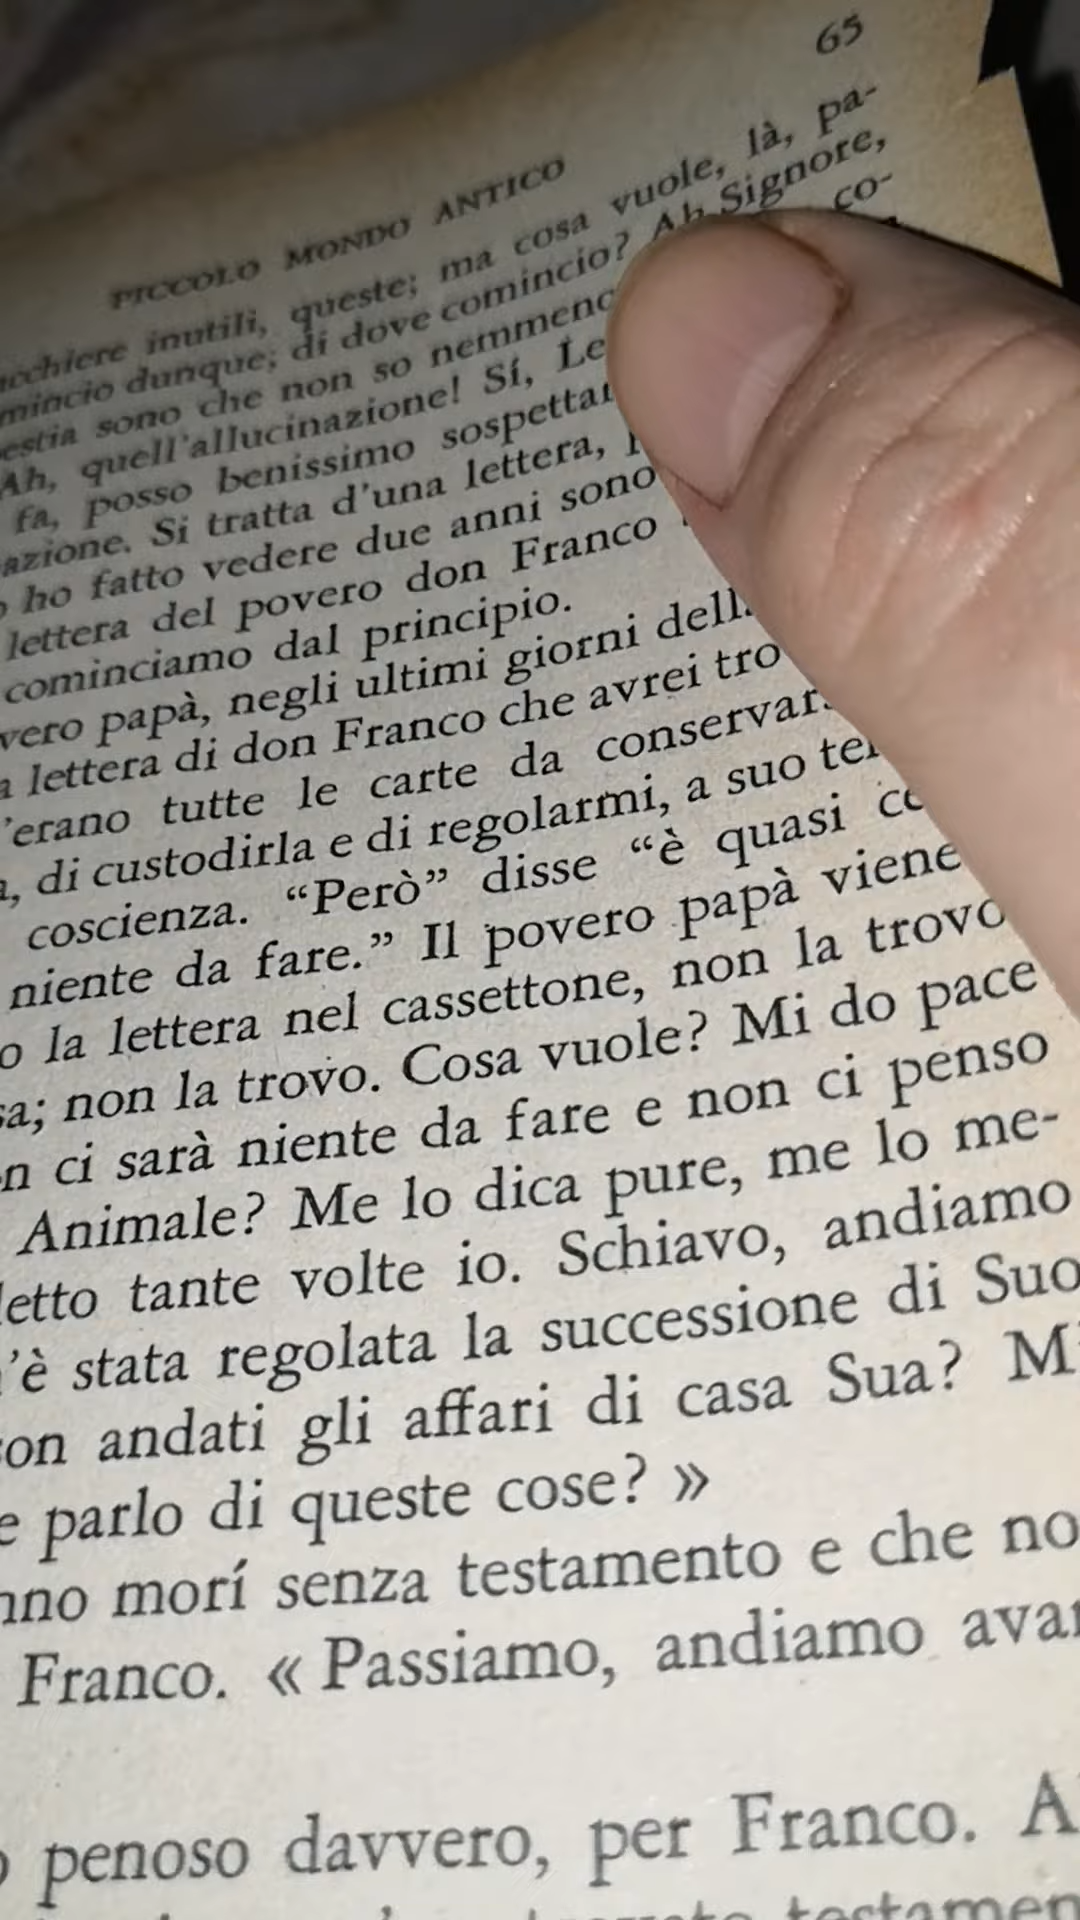 65
PICCOLO MONDO ANTICO
inutili, queste; ma cosa vuole, là, pa-
mincio dunque; di dove comincio? Ah Signore,
estia sono che non so nemmeno co-
Ah, quell'allucinazione! Sí, Le
fa, posso benissimo sospettar
azione. Si tratta d'una lettera,
ho fatto vedere due anni sono
lettera del povero don Franco
cominciamo dal principio.
vero papà, negli ultimi giorni della
lettera di don Franco che avrei tro
'erano tutte le carte da conservar
di custodirla e di regolarmi, a suo te
coscienza. “Però” disse “è quasi ce
niente da fare.” Il povero papà viene
o la lettera nel cassettone, non la trovo
sa; non la trovo. Cosa vuole? Mi do pace
n ci sarà niente da fare e non ci penso
Animale? Me lo dica pure, me lo me-
letto tante volte io. Schiavo, andiamo
'è stata regolata la successione di Suo
on andati gli affari di casa Sua? M
e parlo di queste cose? »
nno morí senza testamento e che no
Franco. « Passiamo, andiamo avan
o penoso davvero, per Franco. A
testamen